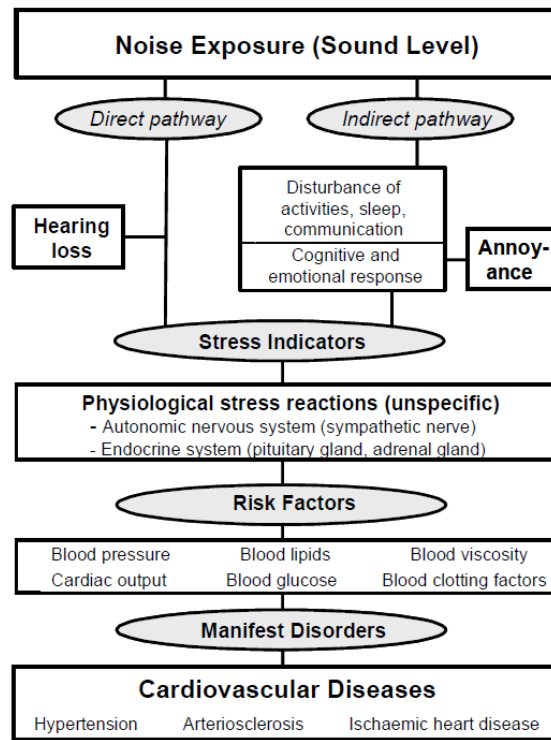 Noise Exposure (Sound Level)
Direct pathway
Indirect pathway
Disturbance of
activities, sleep,
communication
Hearing
loss
Cognitive and
emotional response
Annoy-
ance
Stress Indicators
Physiological stress reactions (unspecific)
- Autonomic nervous system (sympathetic nerve)
- Endocrine system (pituitary gland, adrenal gland)
Risk Factors
Blood pressure Blood lipids Blood viscosity
Cardiac output Blood glucose Blood clotting factors
Manifest Disorders
Cardiovascular Diseases
Hypertension Arteriosclerosis Ischaemic heart disease